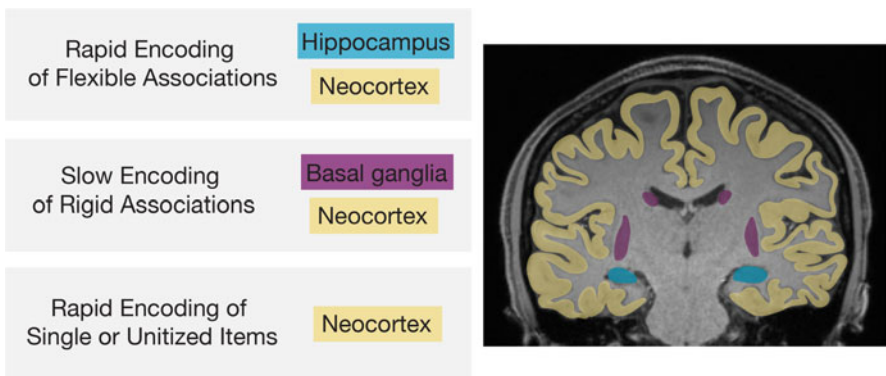 Rapid Encoding
of Flexible Associations
Hippocampus
Neocortex
Slow Encoding
of Rigid Associations
Basal ganglia
Neocortex
Rapid Encoding of
Single or Unitized Items
Neocortex